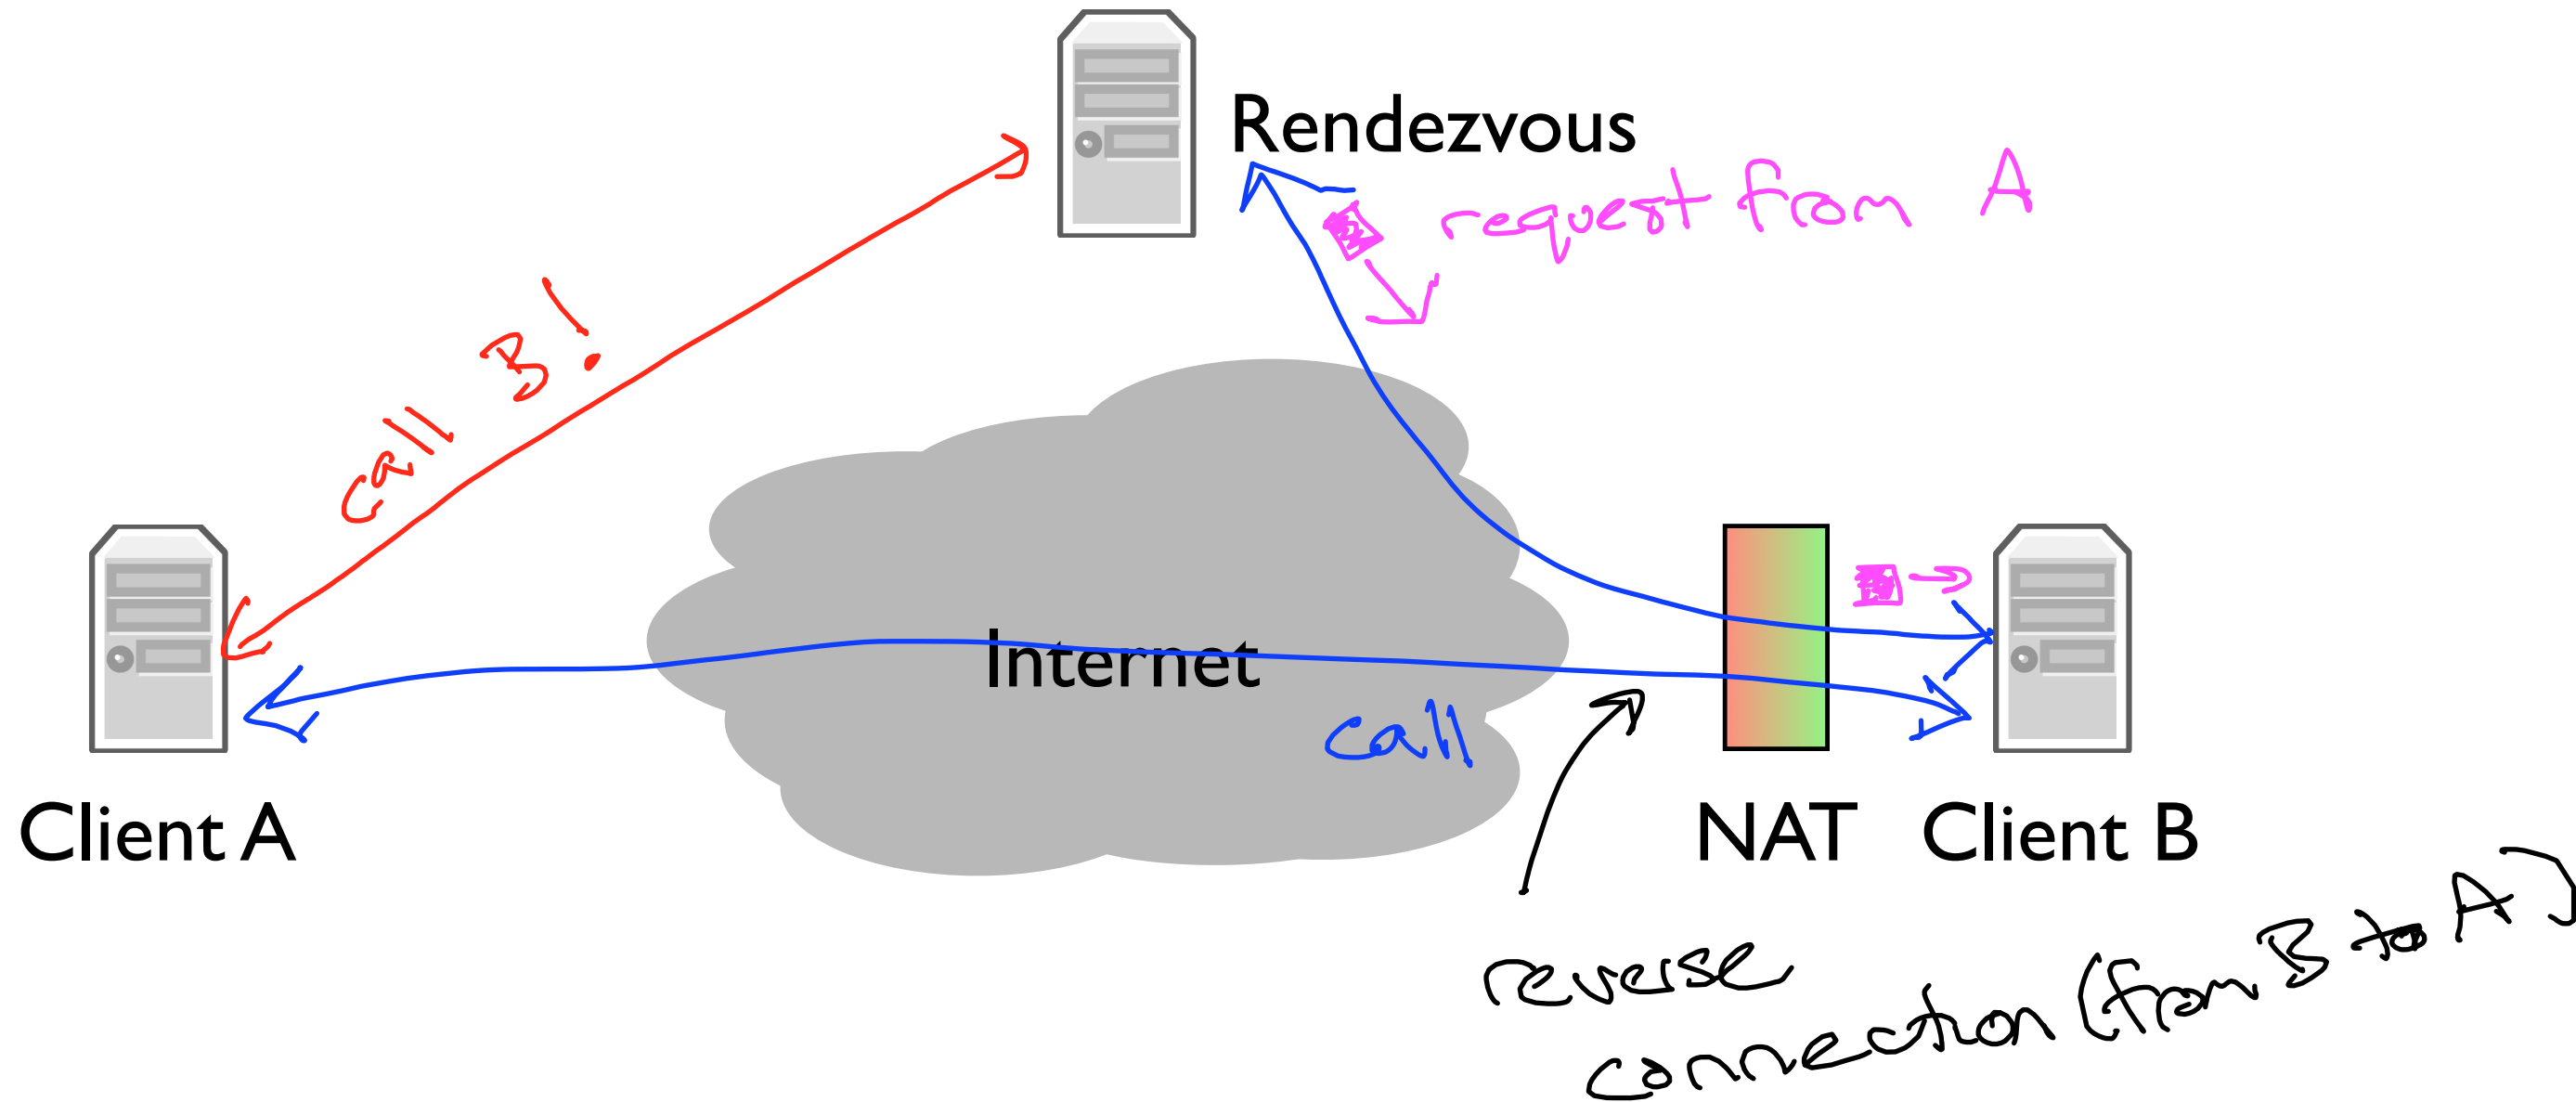 Rendezvous
request from A
call B!
Internet
call
Client A
NAT
Client B
reverse
connection (from B to A)